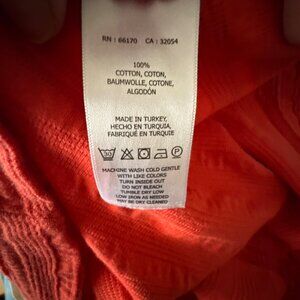 RN : 66170 CA : 32054
100%
COTTON, COTON,
BAUMWOLLE, COTONE,
ALGODÓN
MADE IN TURKEY,
HECHO EN TURQUIA,
FABRIQUÉ EN TURQUIE
MACHINE WASH COLD GENTLE
WITH LIKE COLORS
TURN INSIDE OUT
DO NOT BLEACH
TUMBLE DRY LOW
LOW IRON AS NEEDED
MAY BE DRY CLEANED